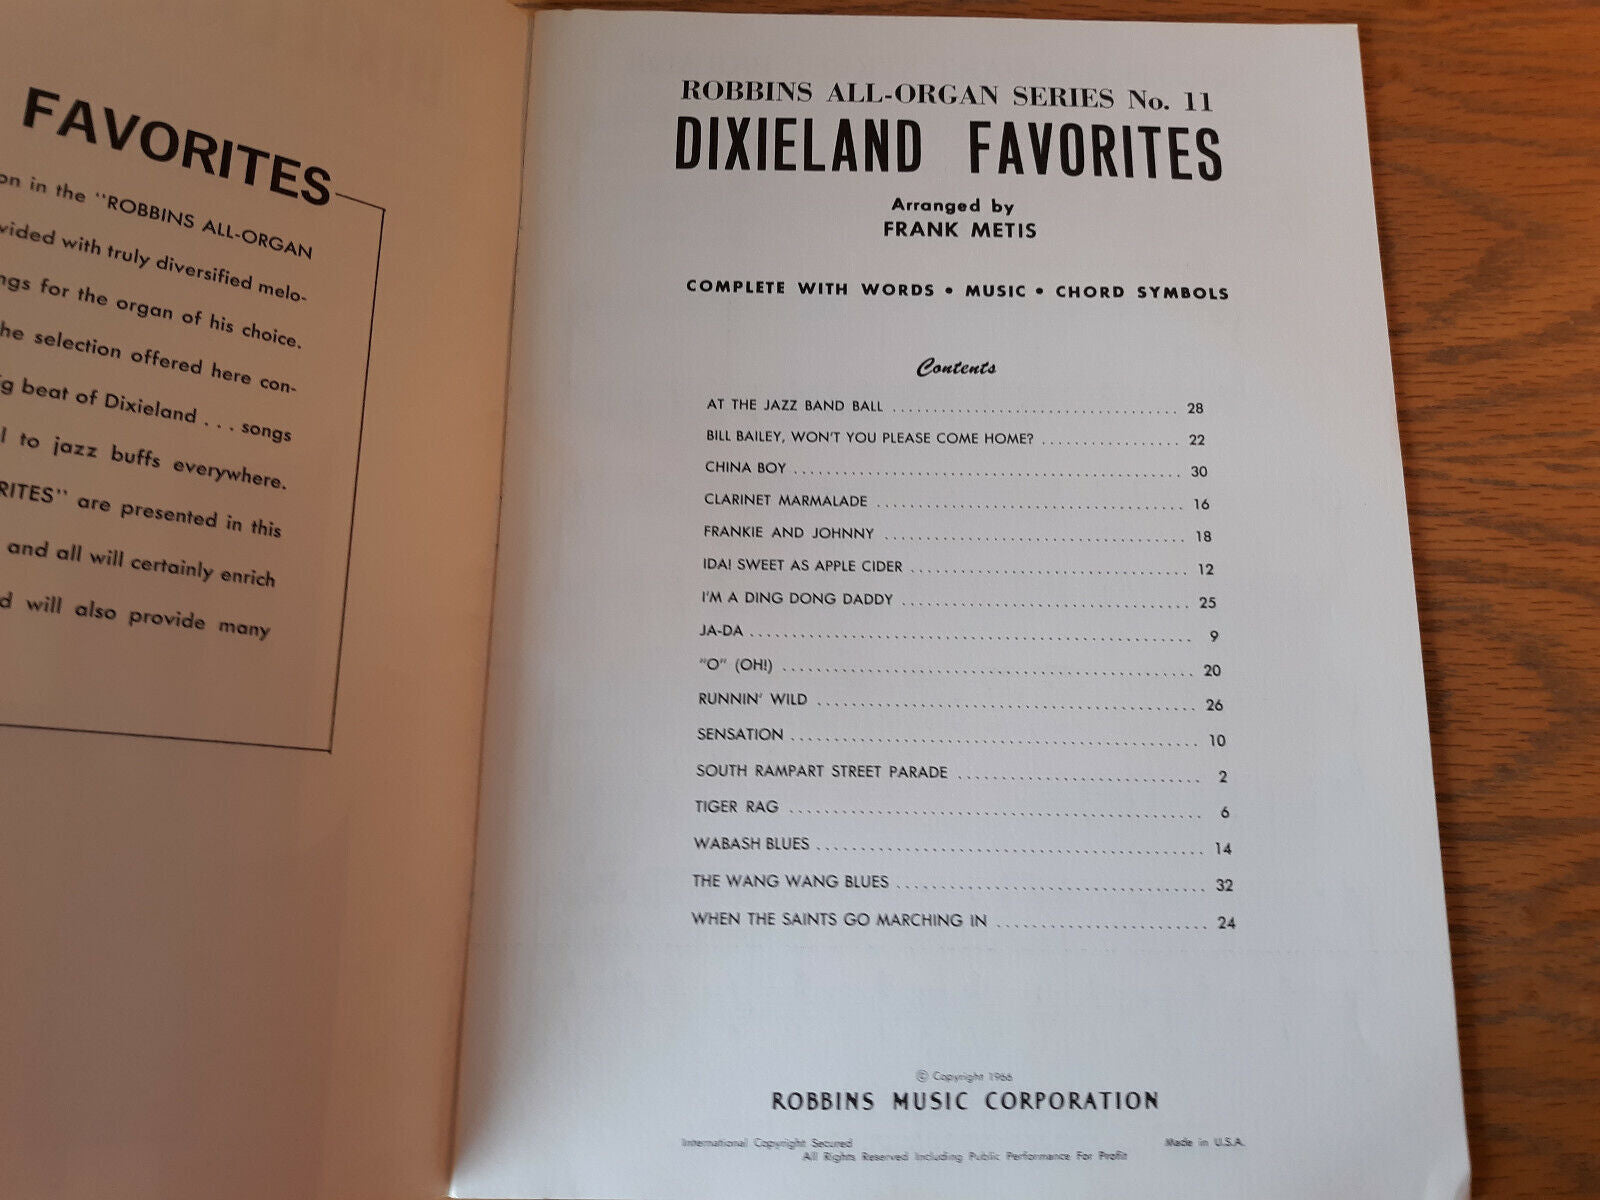 FAVORITES
on in the "ROBBINS ALL-ORGAN
vided with truly diversified melo-
ngs for the organ of his choice.
he selection offered here con-
ig beat of Dixieland . . . songs
l to jazz buffs everywhere.
RITES" are presented in this
and all will certainly enrich
d will also provide many
ROBBINS ALL-ORGAN SERIES No. 11
DIXIELAND FAVORITES
Arranged by
FRANK METIS
COMPLETE WITH WORDS • MUSIC • CHORD SYMBOLS
Contents
AT THE JAZZ BAND BALL 28
BILL BAILEY, WON'T YOU PLEASE COME HOME? 22
CHINA BOY 30
CLARINET MARMALADE 16
FRANKIE AND JOHNNY 18
IDA! SWEET AS APPLE CIDER 12
I'M A DING DONG DADDY 25
JA-DA 9
"O" (OH!) 20
RUNNIN' WILD 26
SENSATION 10
SOUTH RAMPART STREET PARADE 2
TIGER RAG 6
WABASH BLUES 14
THE WANG WANG BLUES 32
WHEN THE SAINTS GO MARCHING IN 24
© Copyright 1966
ROBBINS MUSIC CORPORATION
International Copyright Secured Made in U.S.A.
All Rights Reserved Including Public Performance For Profit